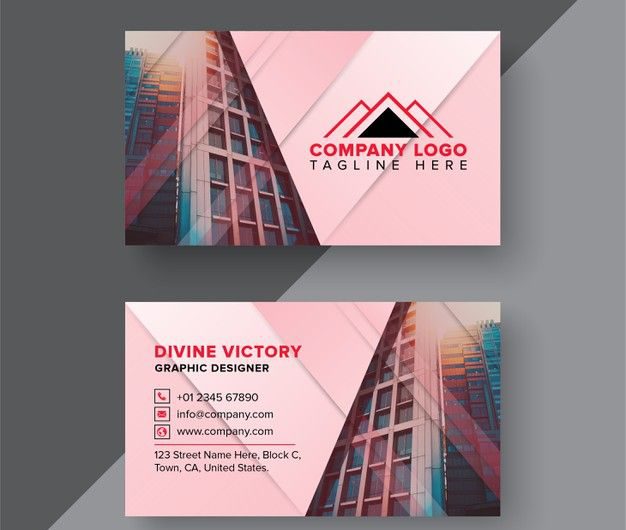 COMPANY LOGO
TAGLINE HERE
DIVINE VICTORY
GRAPHIC DESIGNER
+01 2345 67890
info@company.com
www.company.com
123 Street Name Here, Block C,
Town, CA, United States.